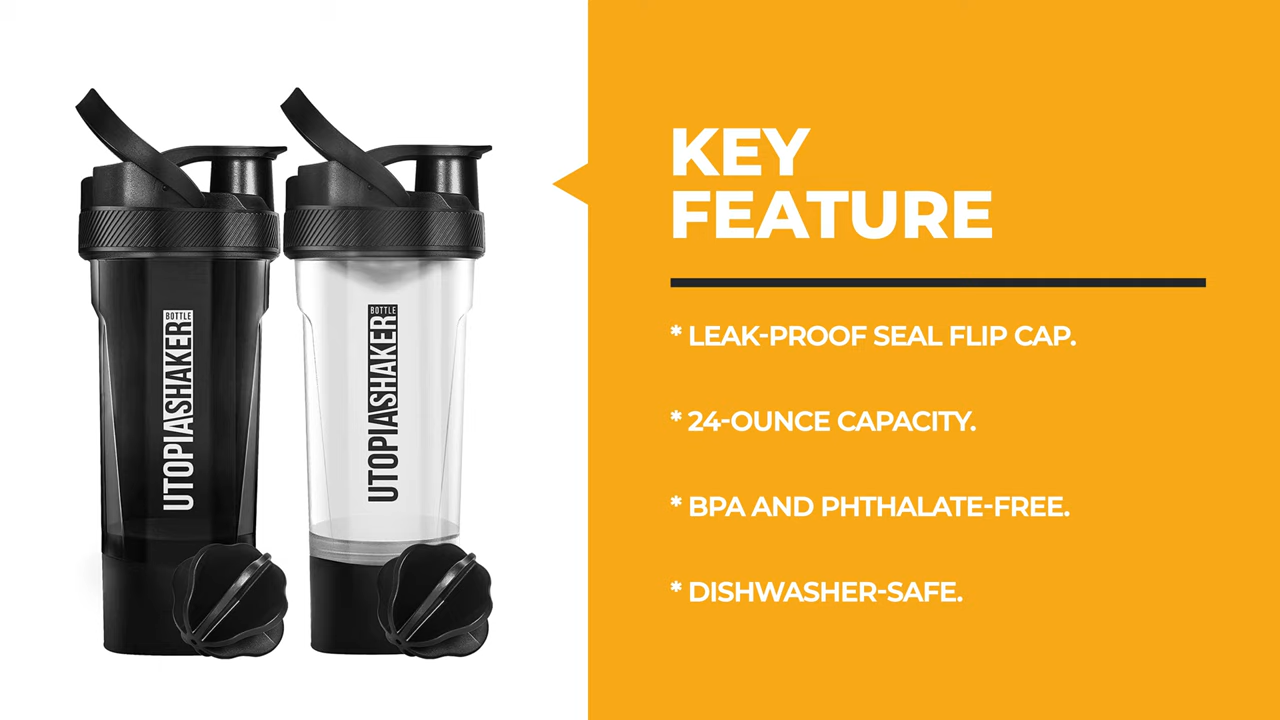 UTOPIASHAKER
BOTTLE
UTOPIASHAKER
BOTTLE
KEY
FEATURE
* LEAK-PROOF SEAL FLIP CAP.
* 24-OUNCE CAPACITY.
* BPA AND PHTHALATE-FREE.
* DISHWASHER-SAFE.